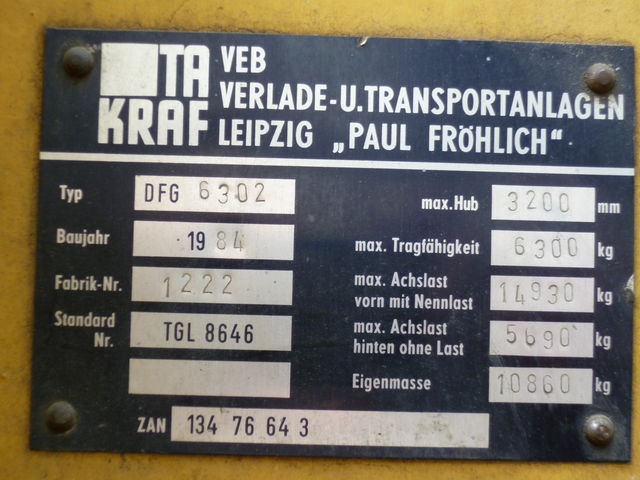 TA
KRAF
VEB
VERLADE-U.TRANSPORTANLAGEN
LEIPZIG „PAUL FRÖHLICH“
Typ DFG 6302
Baujahr 1984
Fabrik-Nr. 1222
Standard
Nr. TGL 8646
max. Hub 3200 mm
max. Tragfähigkeit 6300 kg
max. Achslast
vorn mit Nennlast 14930 kg
max. Achslast
hinten ohne Last 5690 kg
Eigenmasse 10860 kg
ZAN 134 76 64 3